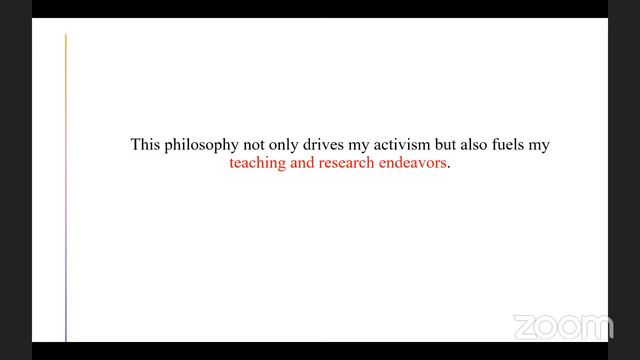 This philosophy not only drives my activism but also fuels my
teaching and research endeavors.
zoom